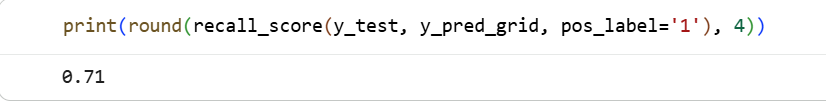 print(round(recall_score(y_test, y_pred_grid, pos_label='1'), 4))
0.71